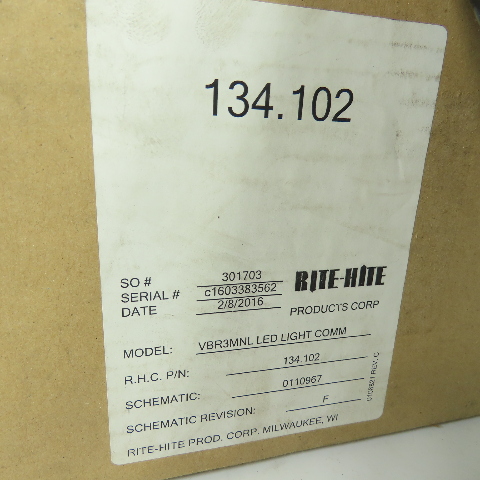 134.102
SO # 301703
SERIAL # c1603383562
DATE 2/8/2016
RITE-HITE
PRODUCTS CORP
MODEL: VBR3MNL LED LIGHT COMM
R.H.C. P/N: 134.102
SCHEMATIC: 0110967
SCHEMATIC REVISION: F
RITE-HITE PROD. CORP. MILWAUKEE, WI
REV. C